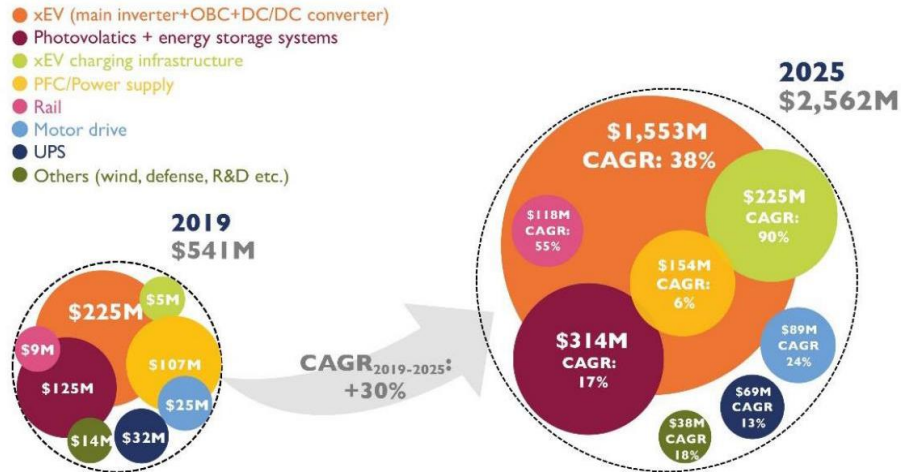 xEV (main inverter+OBC+DC/DC converter)
Photovolatics + energy storage systems
xEV charging infrastructure
PFC/Power supply
Rail
Motor drive
UPS
Others (wind, defense, R&D etc.)
2019
$541M
$225M
$5M
$9M
$107M
$125M
$25M
$14M
$32M
CAGR2019-2025:
+30%
2025
$2,562M
$1,553M
CAGR: 38%
$118M
CAGR:
55%
$225M
CAGR:
90%
$154M
CAGR:
6%
$314M
CAGR:
17%
$89M
CAGR
24%
$69M
CAGR
13%
$38M
CAGR
18%